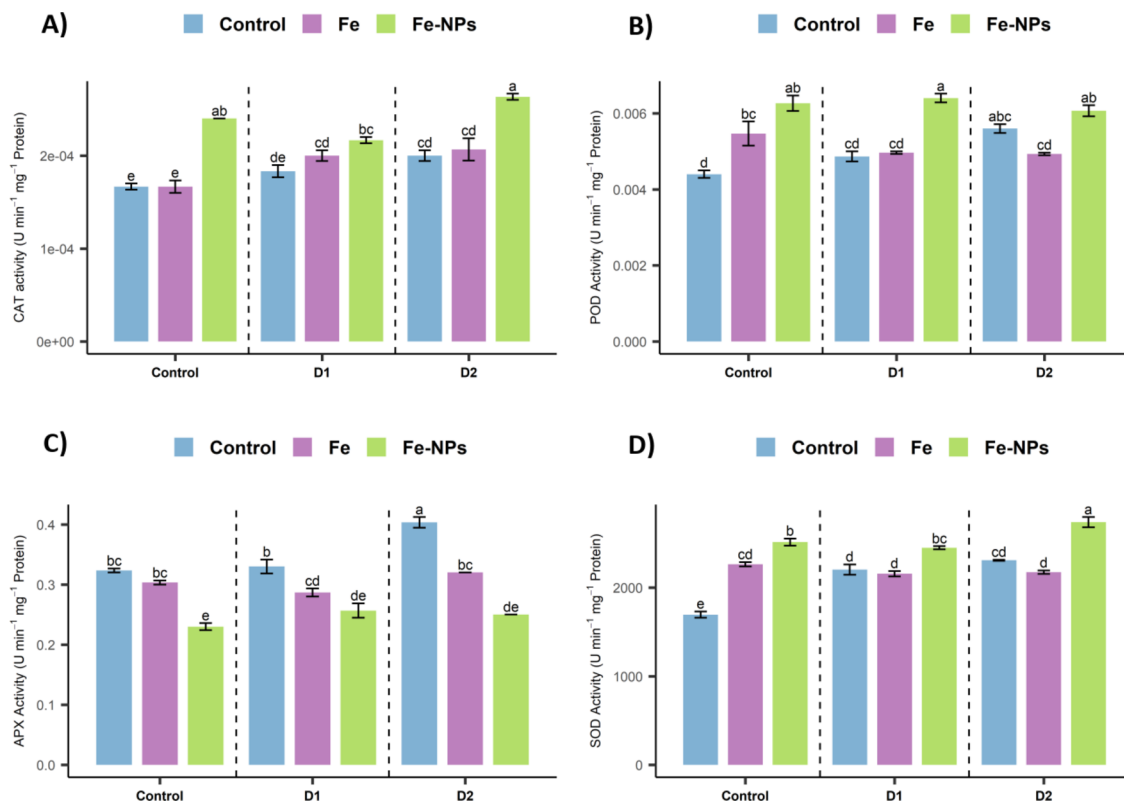 A)
Control Fe Fe-NPs
CAT activity (U min⁻¹ mg⁻¹ Protein)
2e-04
1e-04
0e+00
e e ab
de cd bc
cd cd a
Control D1 D2
B)
Control Fe Fe-NPs
POD Activity (U min⁻¹ mg⁻¹ Protein)
0.006
0.004
0.002
0.000
d bc ab
cd cd a
abc cd ab
Control D1 D2
C)
Control Fe Fe-NPs
APX Activity (U min⁻¹ mg⁻¹ Protein)
0.4
0.3
0.2
0.1
0.0
bc bc e
b cd de
a bc de
Control D1 D2
D)
Control Fe Fe-NPs
SOD Activity (U min⁻¹ mg⁻¹ Protein)
2000
1000
0
e cd b
d d bc
cd d a
Control D1 D2